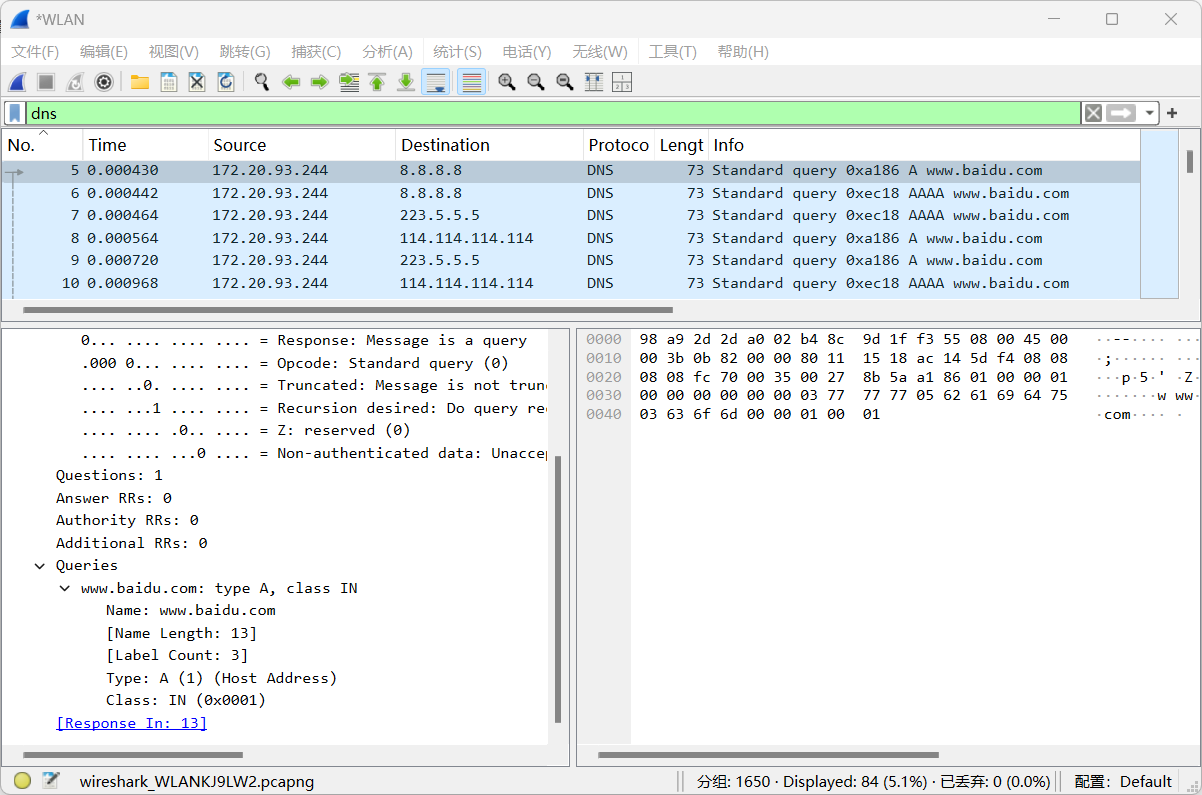 *WLAN
文件(F) 编辑(E) 视图(V) 跳转(G) 捕获(C) 分析(A) 统计(S) 电话(Y) 无线(W) 工具(T) 帮助(H)
dns
No. Time Source Destination Protoco Lengt Info
5 0.000430 172.20.93.244 8.8.8.8 DNS 73 Standard query 0xa186 A www.baidu.com
6 0.000442 172.20.93.244 8.8.8.8 DNS 73 Standard query 0xec18 AAAA www.baidu.com
7 0.000464 172.20.93.244 223.5.5.5 DNS 73 Standard query 0xec18 AAAA www.baidu.com
8 0.000564 172.20.93.244 114.114.114.114 DNS 73 Standard query 0xa186 A www.baidu.com
9 0.000720 172.20.93.244 223.5.5.5 DNS 73 Standard query 0xa186 A www.baidu.com
10 0.000968 172.20.93.244 114.114.114.114 DNS 73 Standard query 0xec18 AAAA www.baidu.com
0... .... .... .... = Response: Message is a query
.000 0... .... .... = Opcode: Standard query (0)
.... ..0. .... .... = Truncated: Message is not trun
.... ...1 .... .... = Recursion desired: Do query re
.... .... .0.. .... = Z: reserved (0)
.... .... ...0 .... = Non-authenticated data: Unaccep
Questions: 1
Answer RRs: 0
Authority RRs: 0
Additional RRs: 0
Queries
www.baidu.com: type A, class IN
Name: www.baidu.com
[Name Length: 13]
[Label Count: 3]
Type: A (1) (Host Address)
Class: IN (0x0001)
[Response In: 13]
0000 98 a9 2d 2d a0 02 b4 8c 9d 1f f3 55 08 00 45 00 ··--···· ···
0010 00 3b 0b 82 00 00 80 11 15 18 ac 14 5d f4 08 08 ·;······ ···
0020 08 08 fc 70 00 35 00 27 8b 5a a1 86 01 00 00 01 ···p·5·' ·Z·
0030 00 00 00 00 00 00 03 77 77 77 05 62 61 69 64 75 ·······w ww·
0040 03 63 6f 6d 00 00 01 00 01 ·com···· ·
wireshark_WLANKJ9LW2.pcapng 分组: 1650 · Displayed: 84 (5.1%) · 已丢弃: 0 (0.0%) 配置: Default